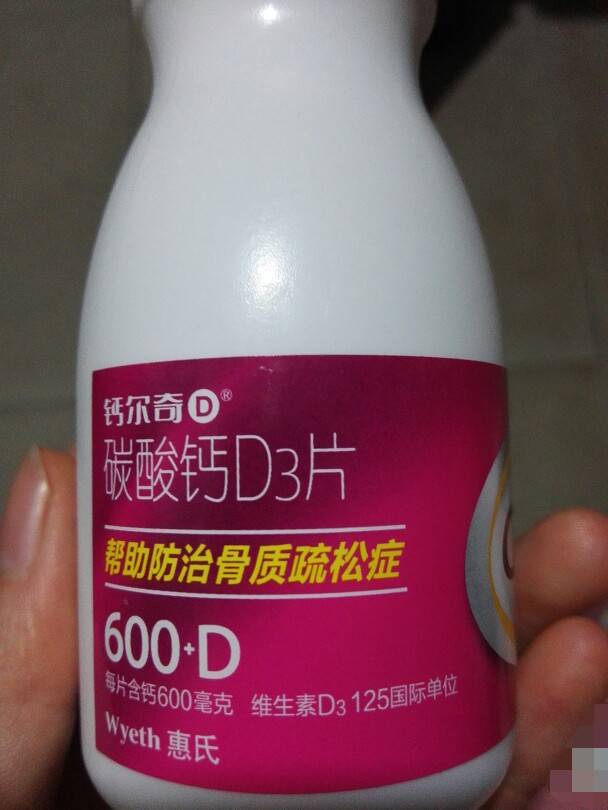 钙尔奇D®
碳酸钙D3片
帮助防治骨质疏松症
600+D
每片含钙600毫克 维生素D3 125国际单位
Wyeth 惠氏